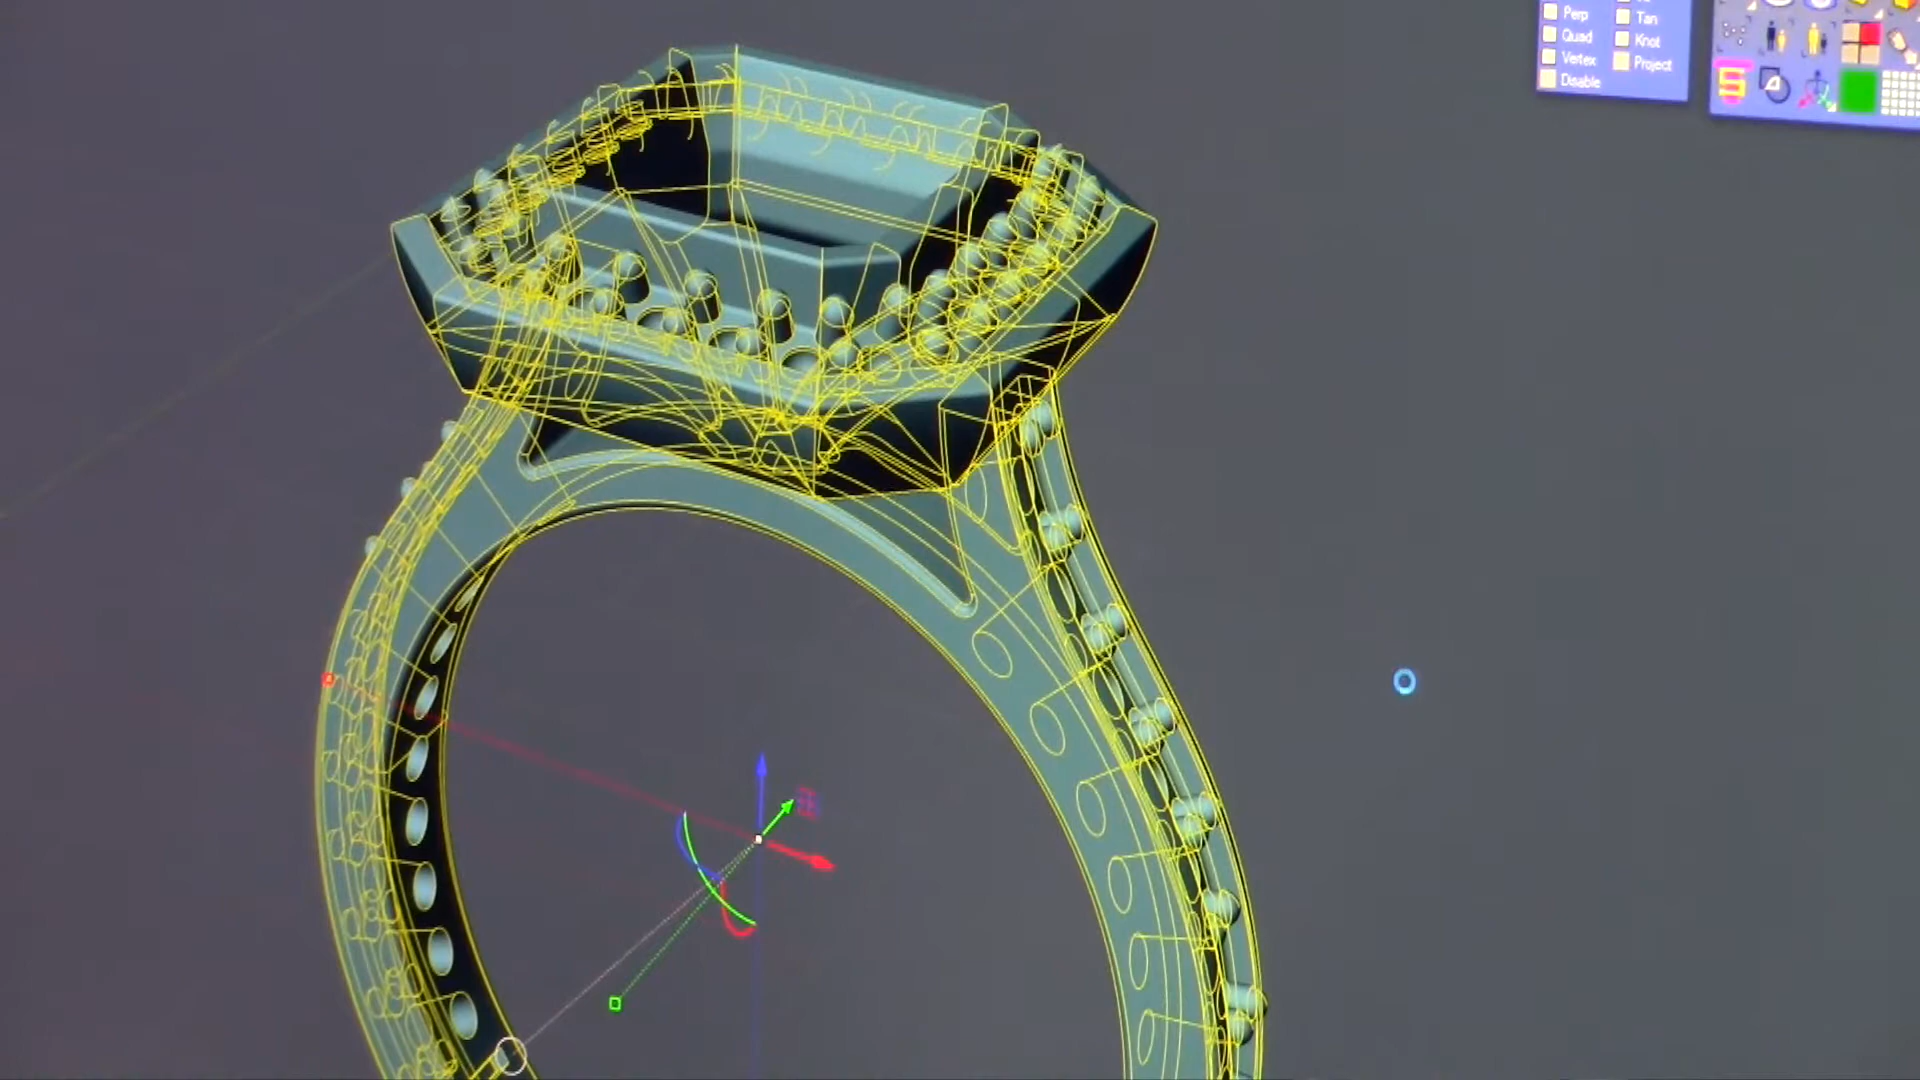 Perp
Tan
Quad
Knot
Vertex
Project
Disable